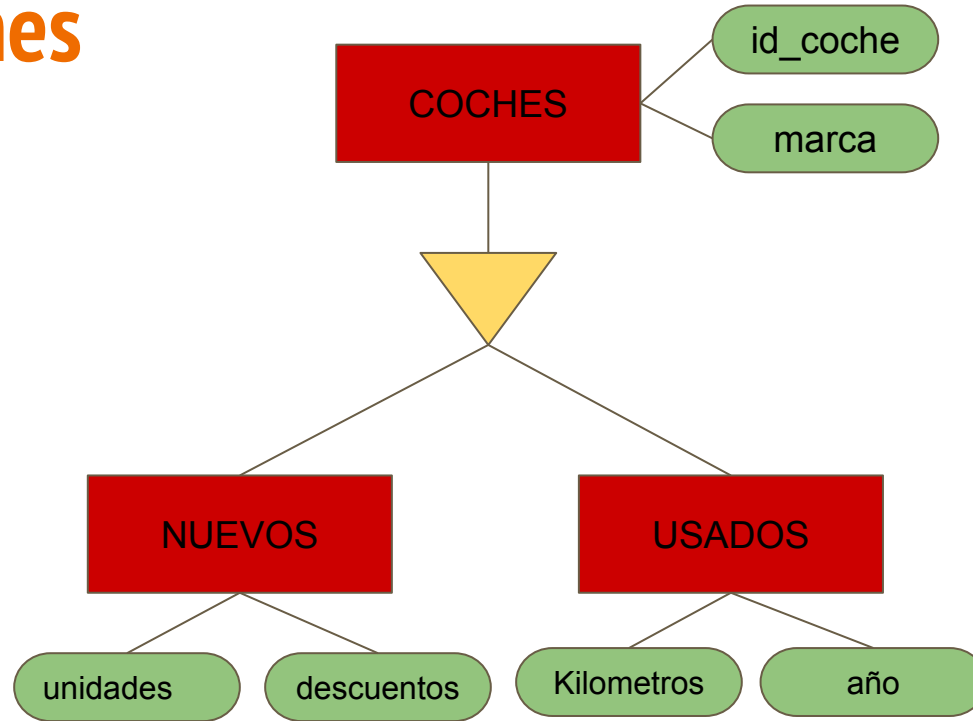 nes
COCHES
id_coche
marca
NUEVOS
USADOS
unidades
descuentos
Kilometros
año